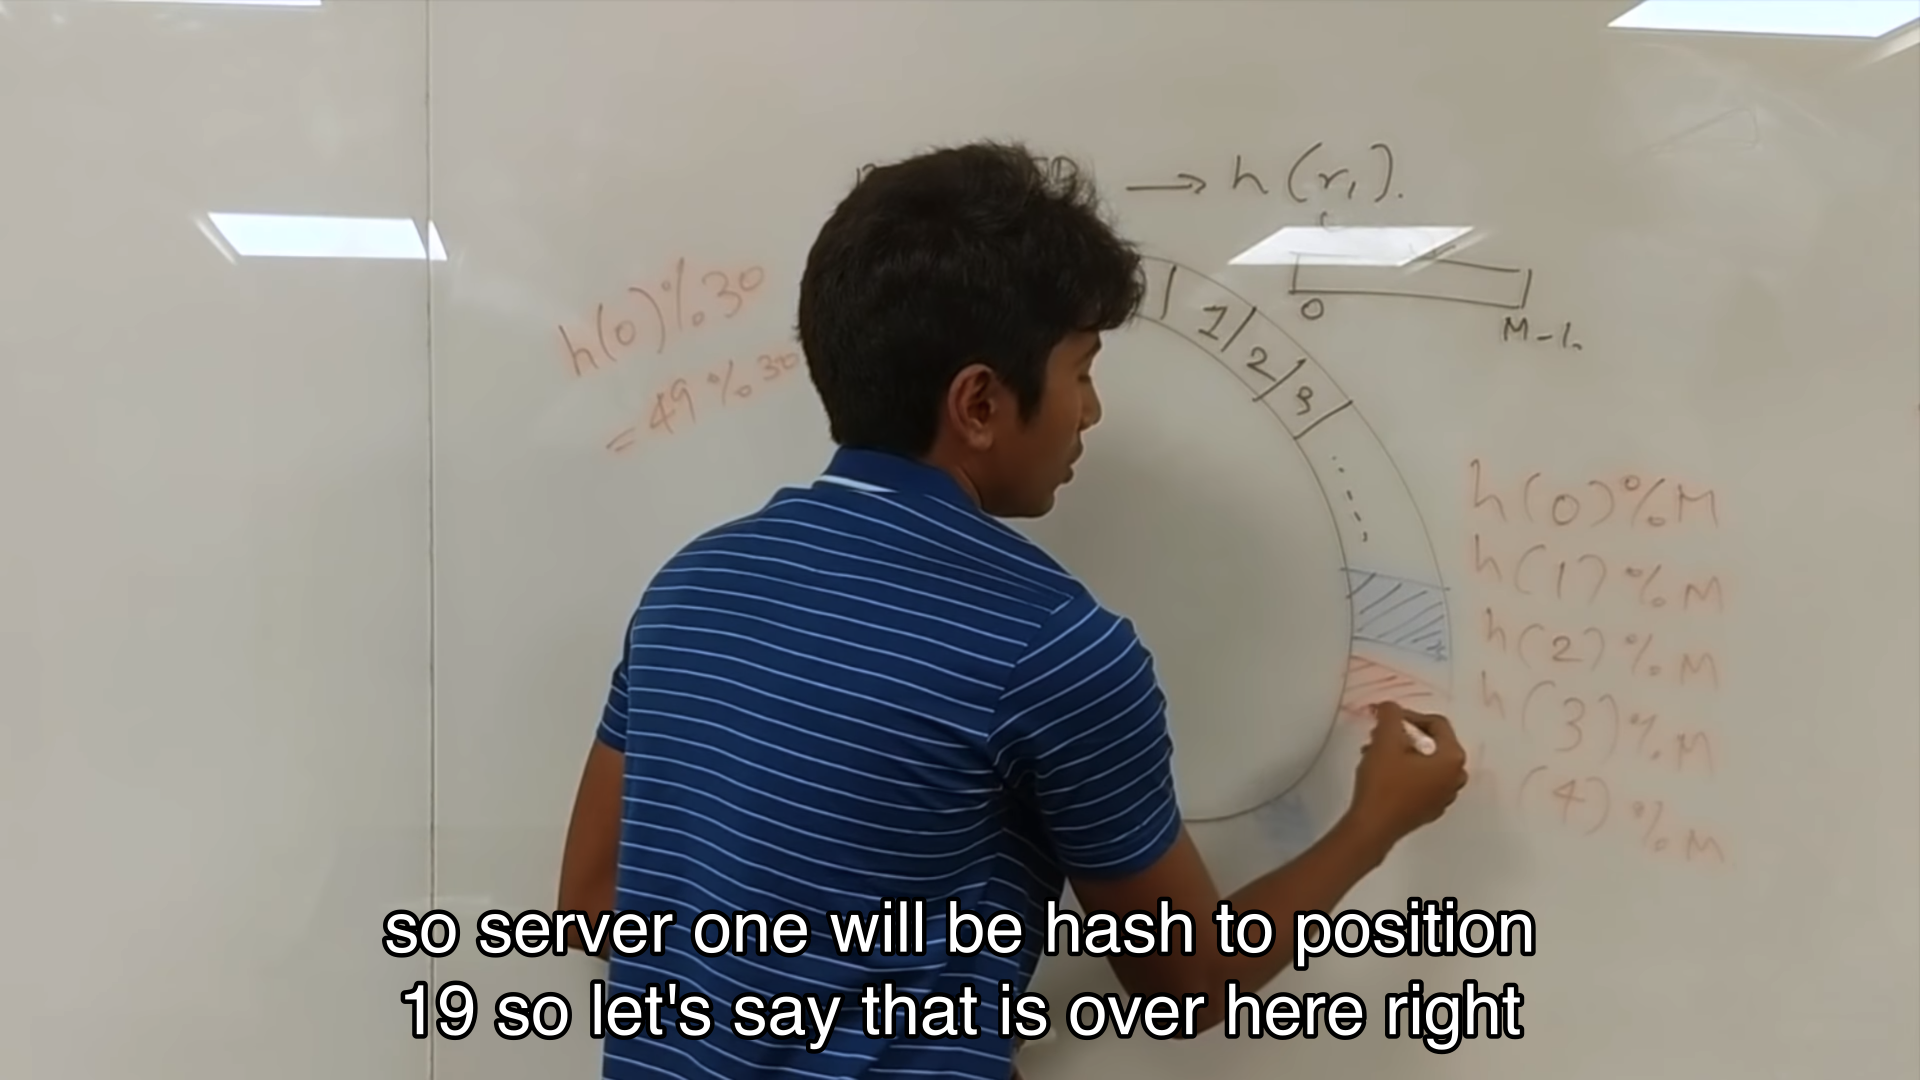 → h(r₁).
0
M-1.
1
2
3
h(0)%30
= 49%30
h(0)%M
h(1)%M
h(2)%M
h(3)%M
h(4)%M
so server one will be hash to position
19 so let's say that is over here right